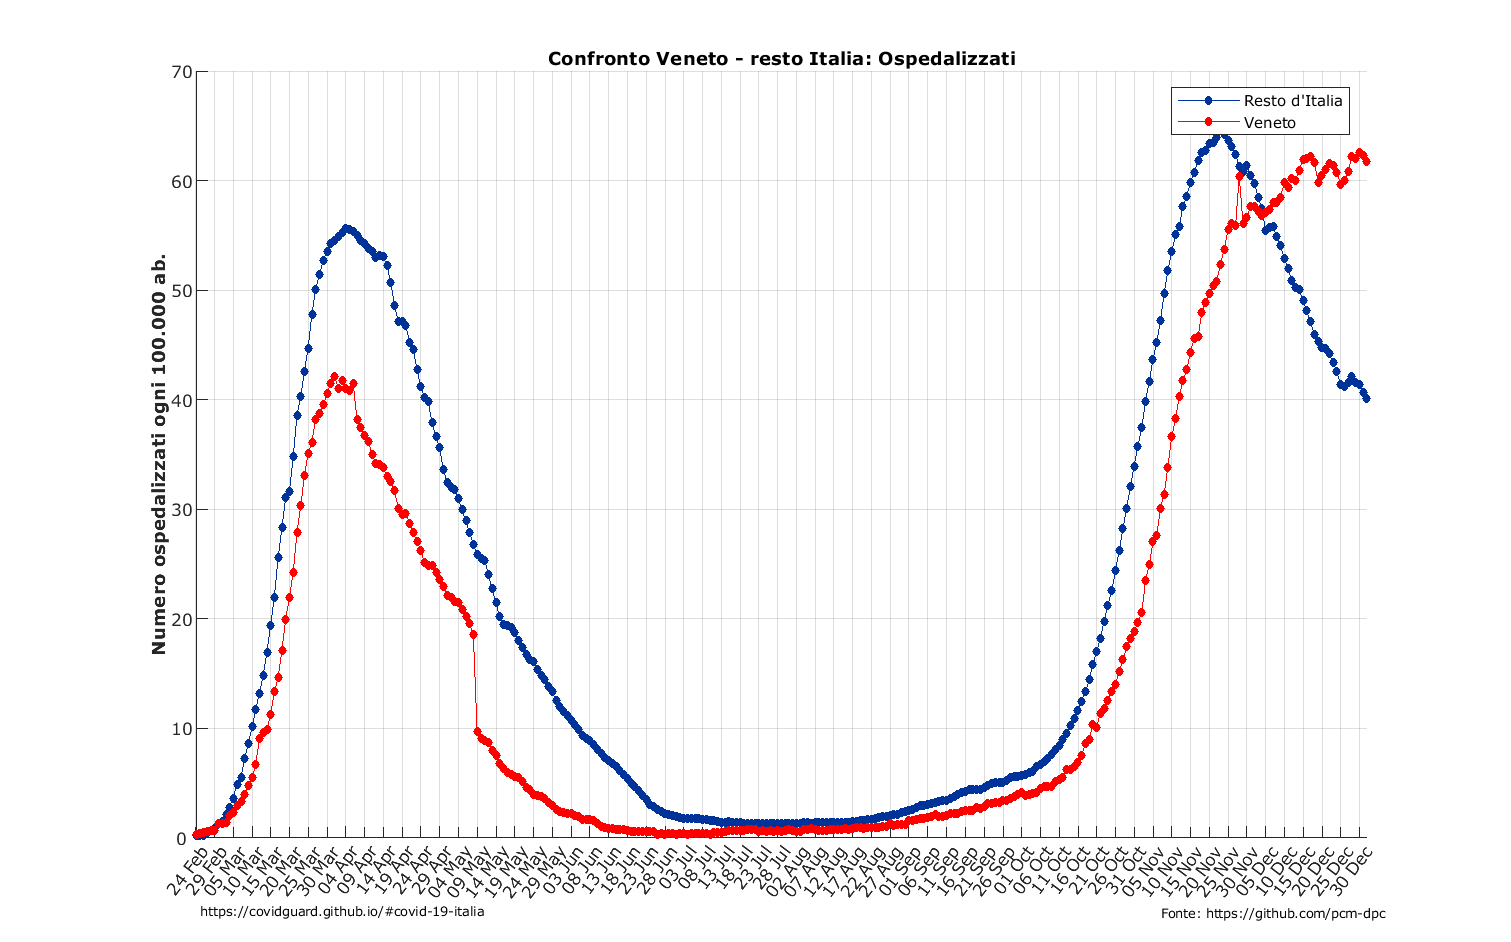 Confronto Veneto - resto Italia: Ospedalizzati
Numero ospedalizzati ogni 100.000 ab.
70
60
50
40
30
20
10
0
Resto d'Italia
Veneto
24 Feb
29 Feb
05 Mar
10 Mar
15 Mar
20 Mar
25 Mar
30 Mar
04 Apr
09 Apr
14 Apr
19 Apr
24 Apr
29 Apr
04 May
09 May
14 May
19 May
24 May
29 May
03 Jun
08 Jun
13 Jun
18 Jun
23 Jun
28 Jun
03 Jul
08 Jul
13 Jul
18 Jul
23 Jul
28 Jul
02 Aug
07 Aug
12 Aug
17 Aug
22 Aug
27 Aug
01 Sep
06 Sep
11 Sep
16 Sep
21 Sep
26 Sep
01 Oct
06 Oct
11 Oct
16 Oct
21 Oct
26 Oct
31 Oct
05 Nov
10 Nov
15 Nov
20 Nov
25 Nov
30 Nov
05 Dec
10 Dec
15 Dec
20 Dec
25 Dec
30 Dec
https://covidguard.github.io/#covid-19-italia
Fonte: https://github.com/pcm-dpc